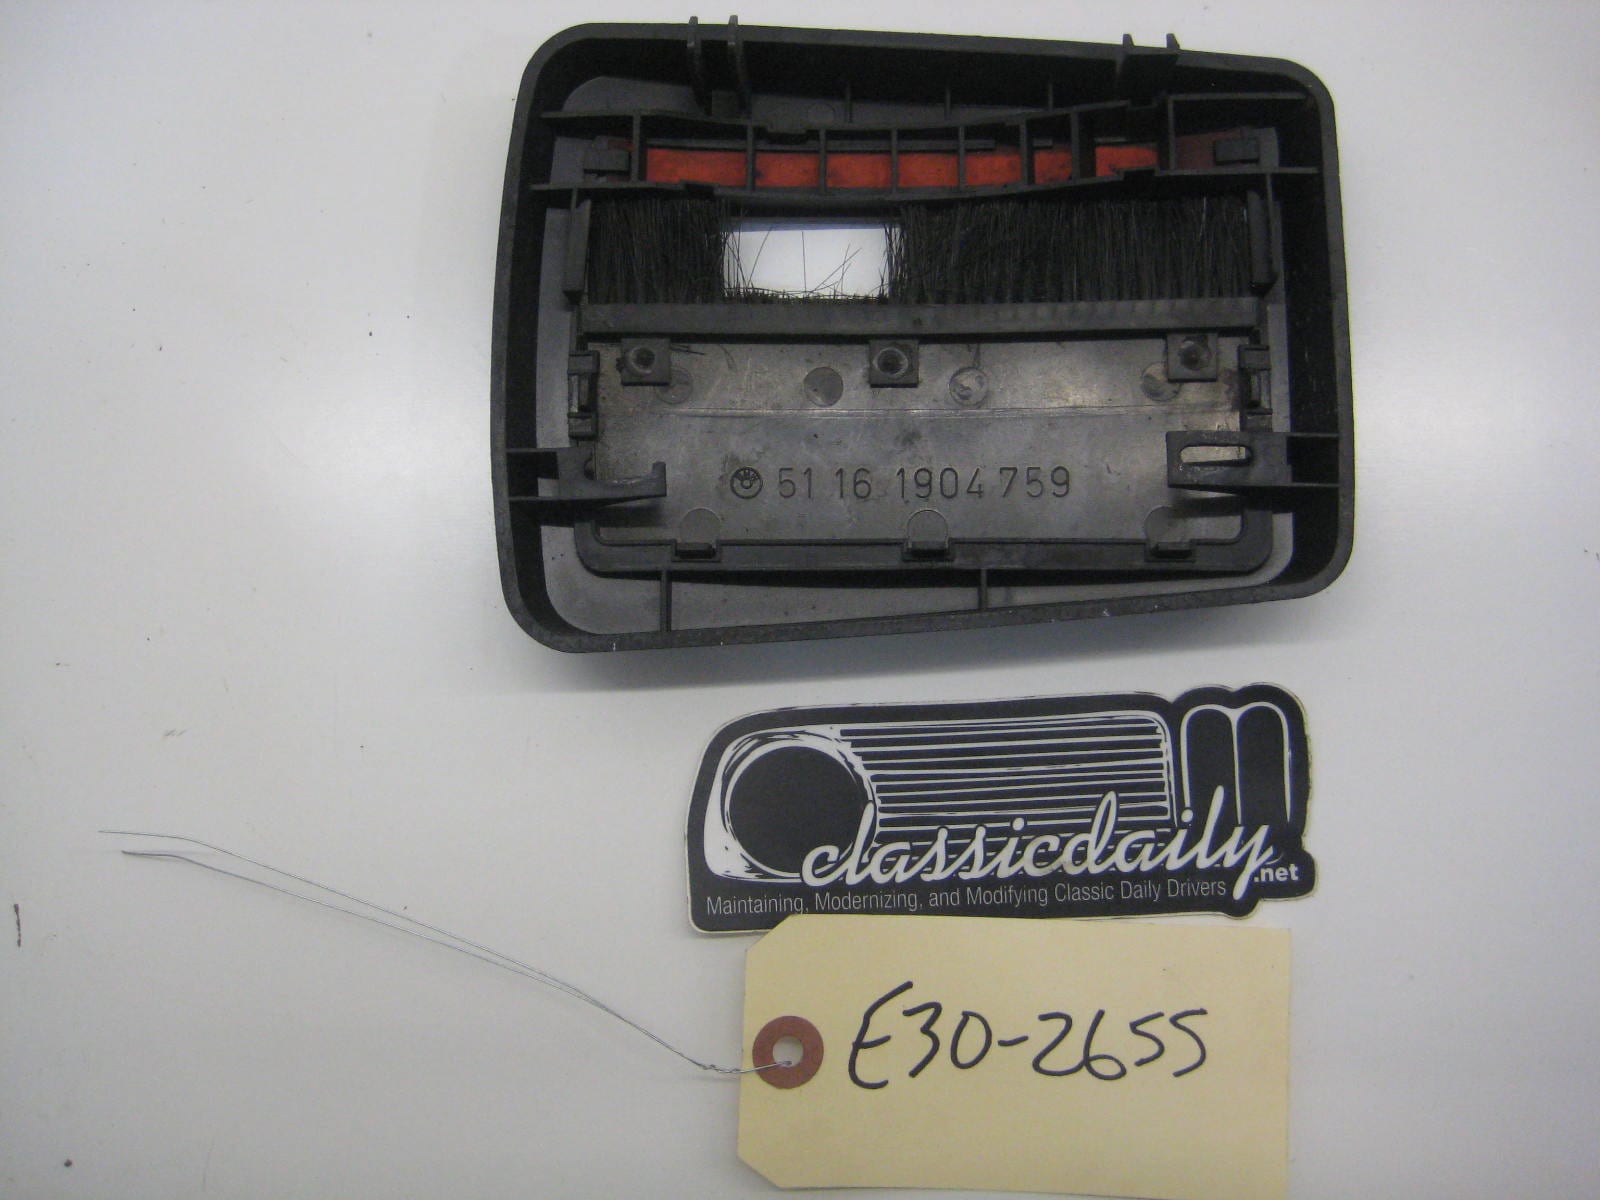 51 16 1904 759
classicdaily
.net
Maintaining, Modernizing, and Modifying Classic Daily Drivers
E30-2655